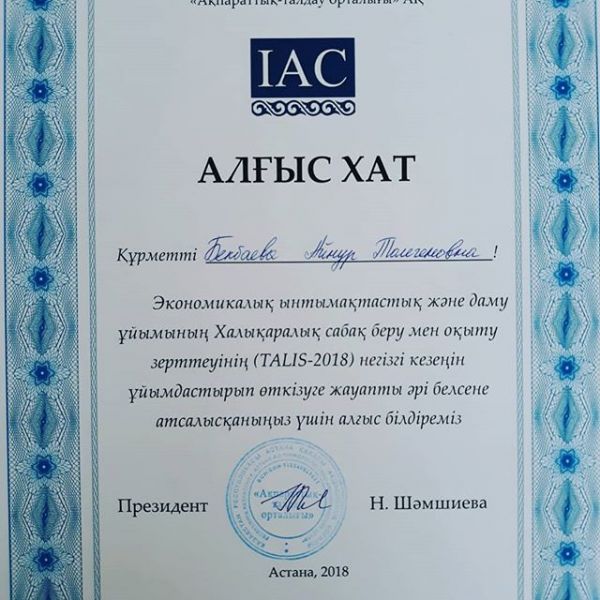 «Ақпараттық-талдау орталығы» АҚ
IAC
АЛҒЫС ХАТ
Құрметті Бекбаева Айнур Толегеновна!
Экономикалық ынтымақтастық және даму
ұйымының Халықаралық сабақ беру мен оқыту
зерттеуінің (TALIS-2018) негізгі кезеңін
ұйымдастырып өткізуге жауапты әрі белсене
атсалысқаныңыз үшін алғыс білдіреміз
Президент
Н. Шәмшиева
Астана, 2018